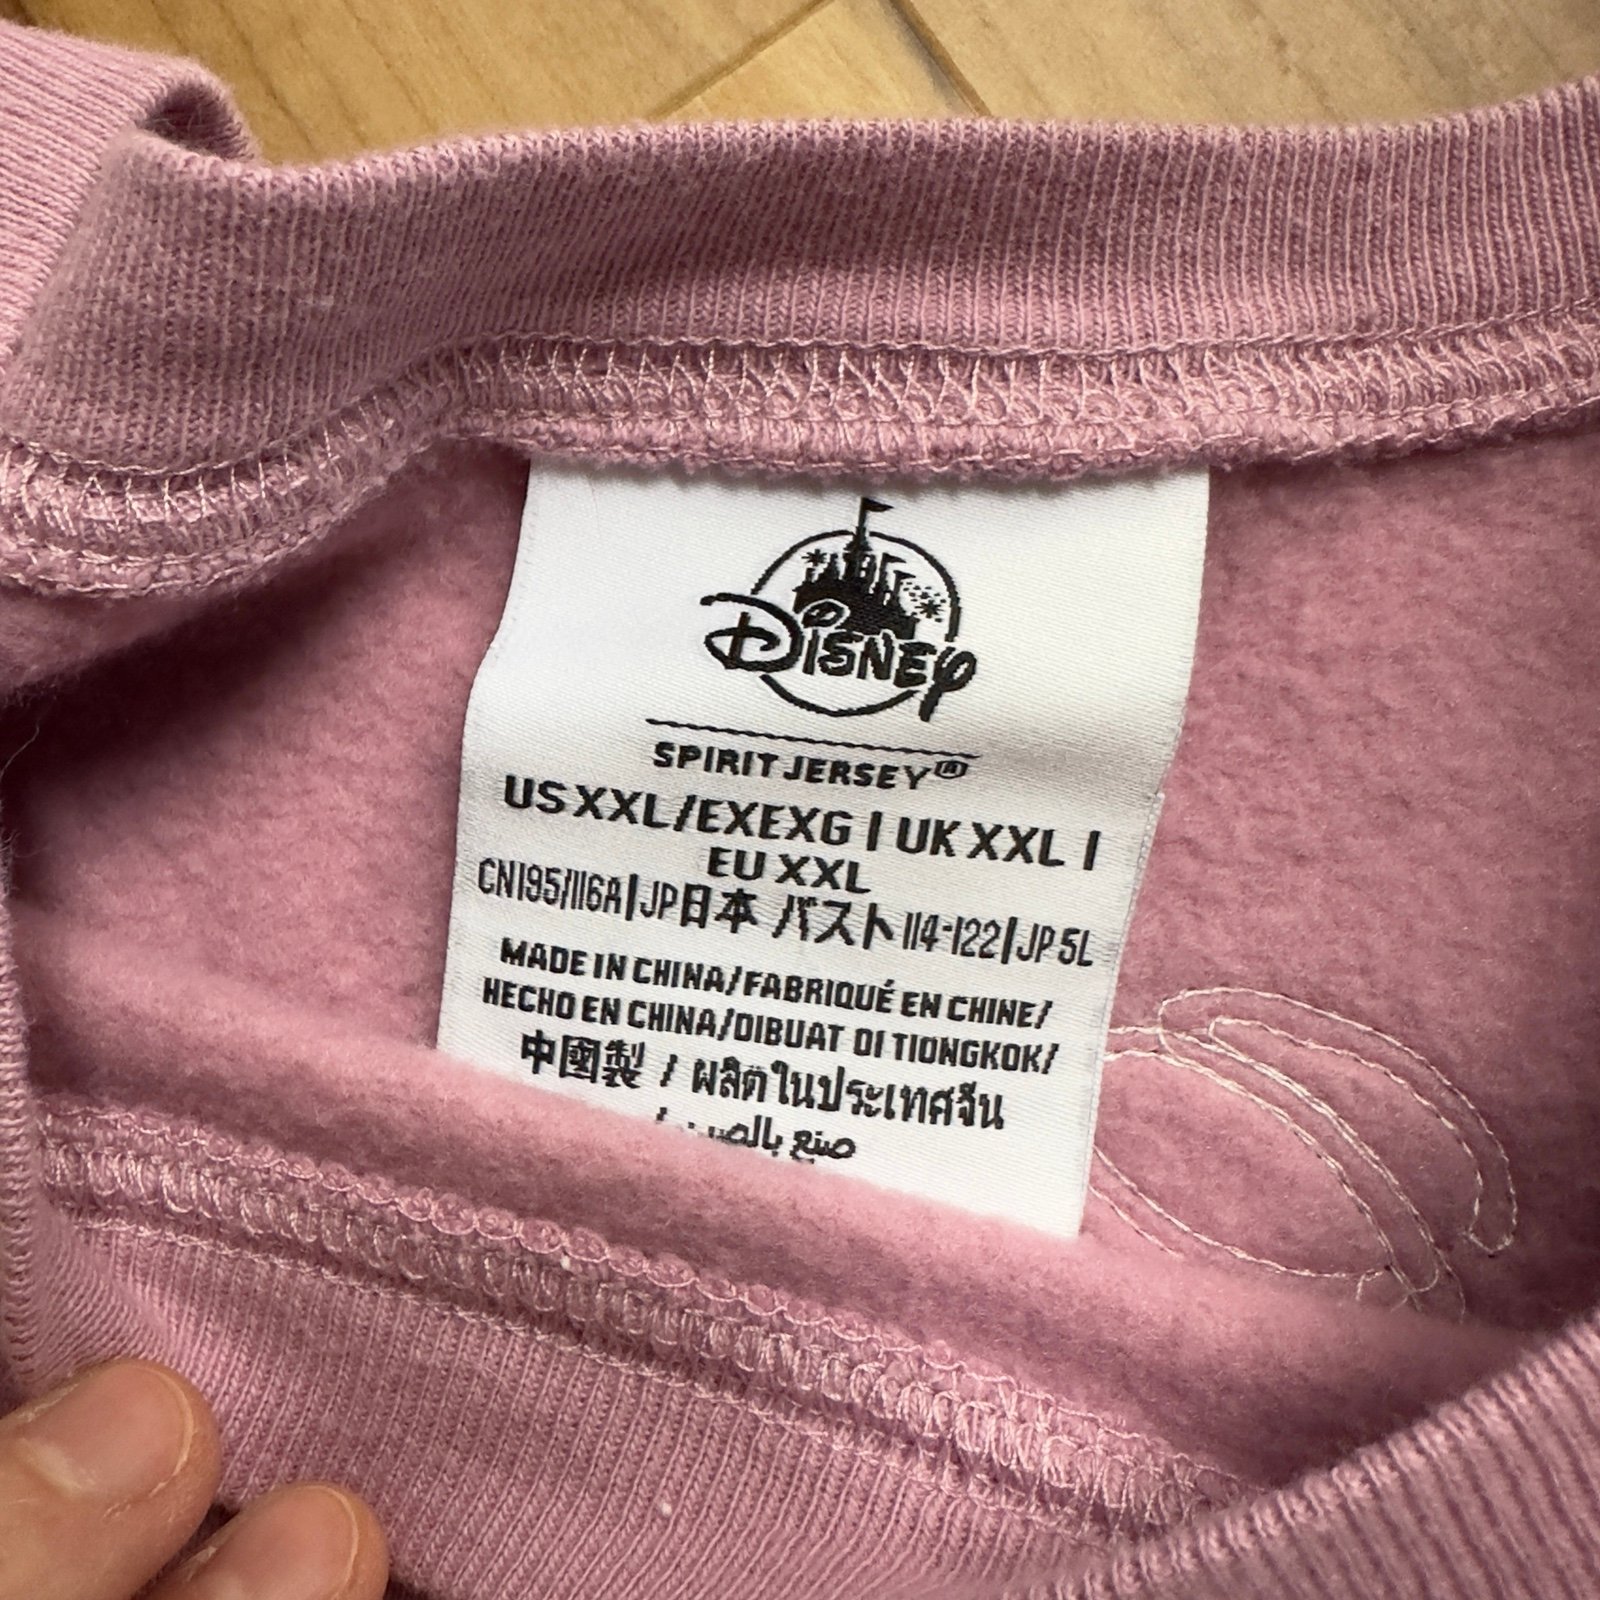 Disney
SPIRIT JERSEY®
US XXL/EXEXG | UK XXL |
EU XXL
CN195/116A|JP日本 バスト 114-122|JP 5L
MADE IN CHINA/FABRIQUÉ EN CHINE/
HECHO EN CHINA/DIBUAT DI TIONGKOK/
中國製 / ผลิตในประเทศจีน
صنع